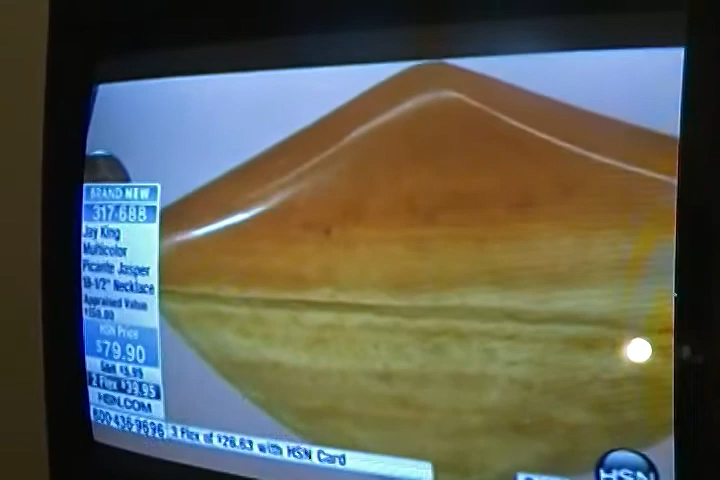 BRAND NEW
317-688
Jay King
Multicolor
Picante Jasper
18-1/2" Necklace
Appraised Value
HSN Price
$79.90
2 Flex $39.95
HSN.COM
800-436-9696
3 Flex of $26.63 with HSN Card
HSN